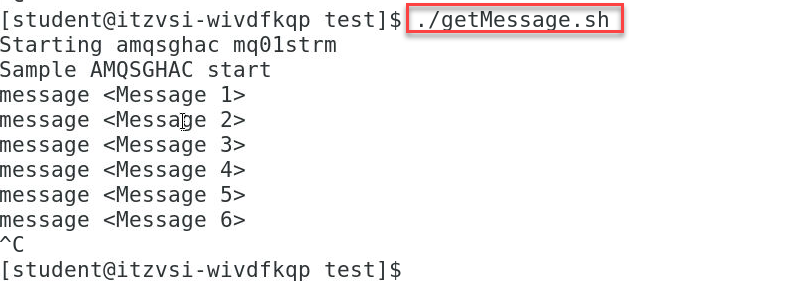 [student@itzvsi-wivdfkqp test]$ ./getMessage.sh
Starting amqsghac mq01strm
Sample AMQSGHAC start
message <Message 1>
message <Message 2>
message <Message 3>
message <Message 4>
message <Message 5>
message <Message 6>
^C
[student@itzvsi-wivdfkqp test]$